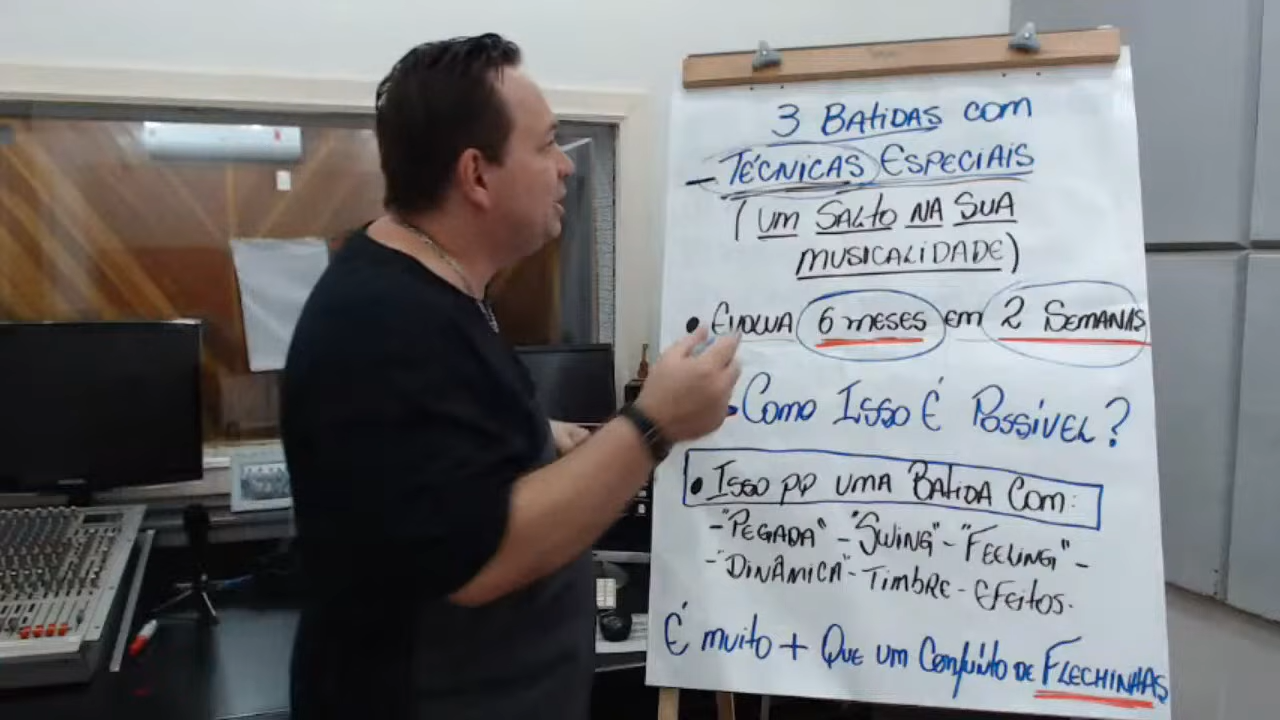 3 BATIDAS COM
- TÉCNICAS ESPECIAIS
(UM SALTO NA SUA
MUSICALIDADE)
• EVOLUA 6 MESES EM 2 SEMANAS
• COMO ISSO É POSSÍVEL?
• ISSO PP UMA BATIDA COM:
- "PEGADA" - "SWING" - "FEELING" -
- "DINÂMICA" - TIMBRE - EFEITOS.
É MUITO + QUE UM CONJUNTO DE FLECHINHAS